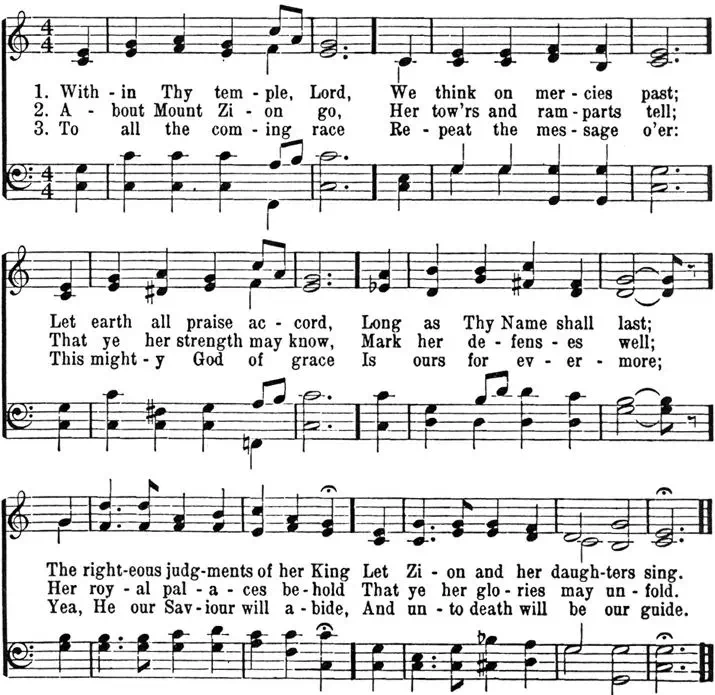 1. With - in Thy tem - ple, Lord, We think on mer - cies past;
2. A - bout Mount Zi - on go, Her tow'rs and ram - parts tell;
3. To all the com - ing race Re - peat the mes - sage o'er:
Let earth all praise ac - cord, Long as Thy Name shall last;
That ye her strength may know, Mark her de - fens - es well;
This might - y God of grace Is ours for ev - er - more;
The right-eous judg-ments of her King Let Zi - on and her daugh-ters sing.
Her roy - al pal - a - ces be-hold That ye her glo - ries may un - fold.
Yea, He our Sav-iour will a - bide, And un - to death will be our guide.